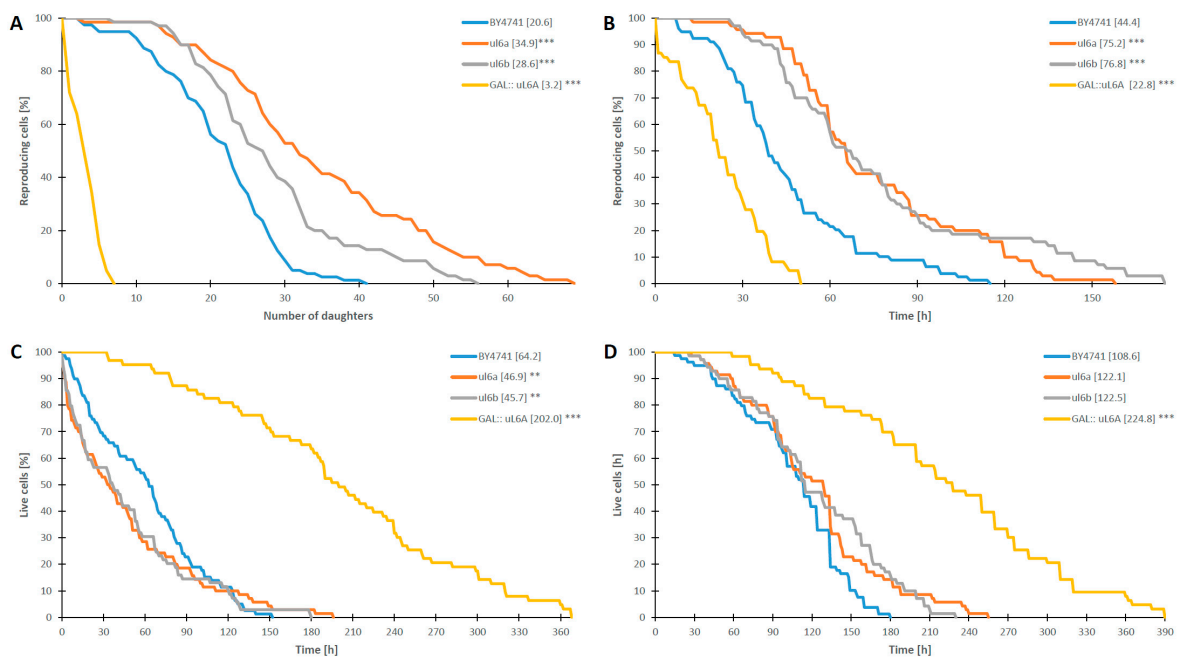 A
100
90
80
70
60
50
40
30
20
10
0
Reproducing cells [%]
0 10 20 30 40 50 60
Number of daughters
BY4741 [20.6]
ul6a [34.9]***
ul6b [28.6]***
GAL:: uL6A [3.2] ***
B
100
90
80
70
60
50
40
30
20
10
0
Reproducing cells [%]
0 30 60 90 120 150
Time [h]
BY4741 [44.4]
ul6a [75.2]***
ul6b [76.8]***
GAL::uL6A [22.8] ***
C
100
90
80
70
60
50
40
30
20
10
0
Live cells [%]
0 30 60 90 120 150 180 210 240 270 300 330 360
Time [h]
BY4741 [64.2]
ul6a [46.9] **
ul6b [45.7] **
GAL:: uL6A [202.0] ***
D
100
90
80
70
60
50
40
30
20
10
0
Live cells [h]
0 30 60 90 120 150 180 210 240 270 300 330 360 390
Time [h]
BY4741 [108.6]
ul6a [122.1]
ul6b [122.5]
GAL:: uL6A [224.8] ***